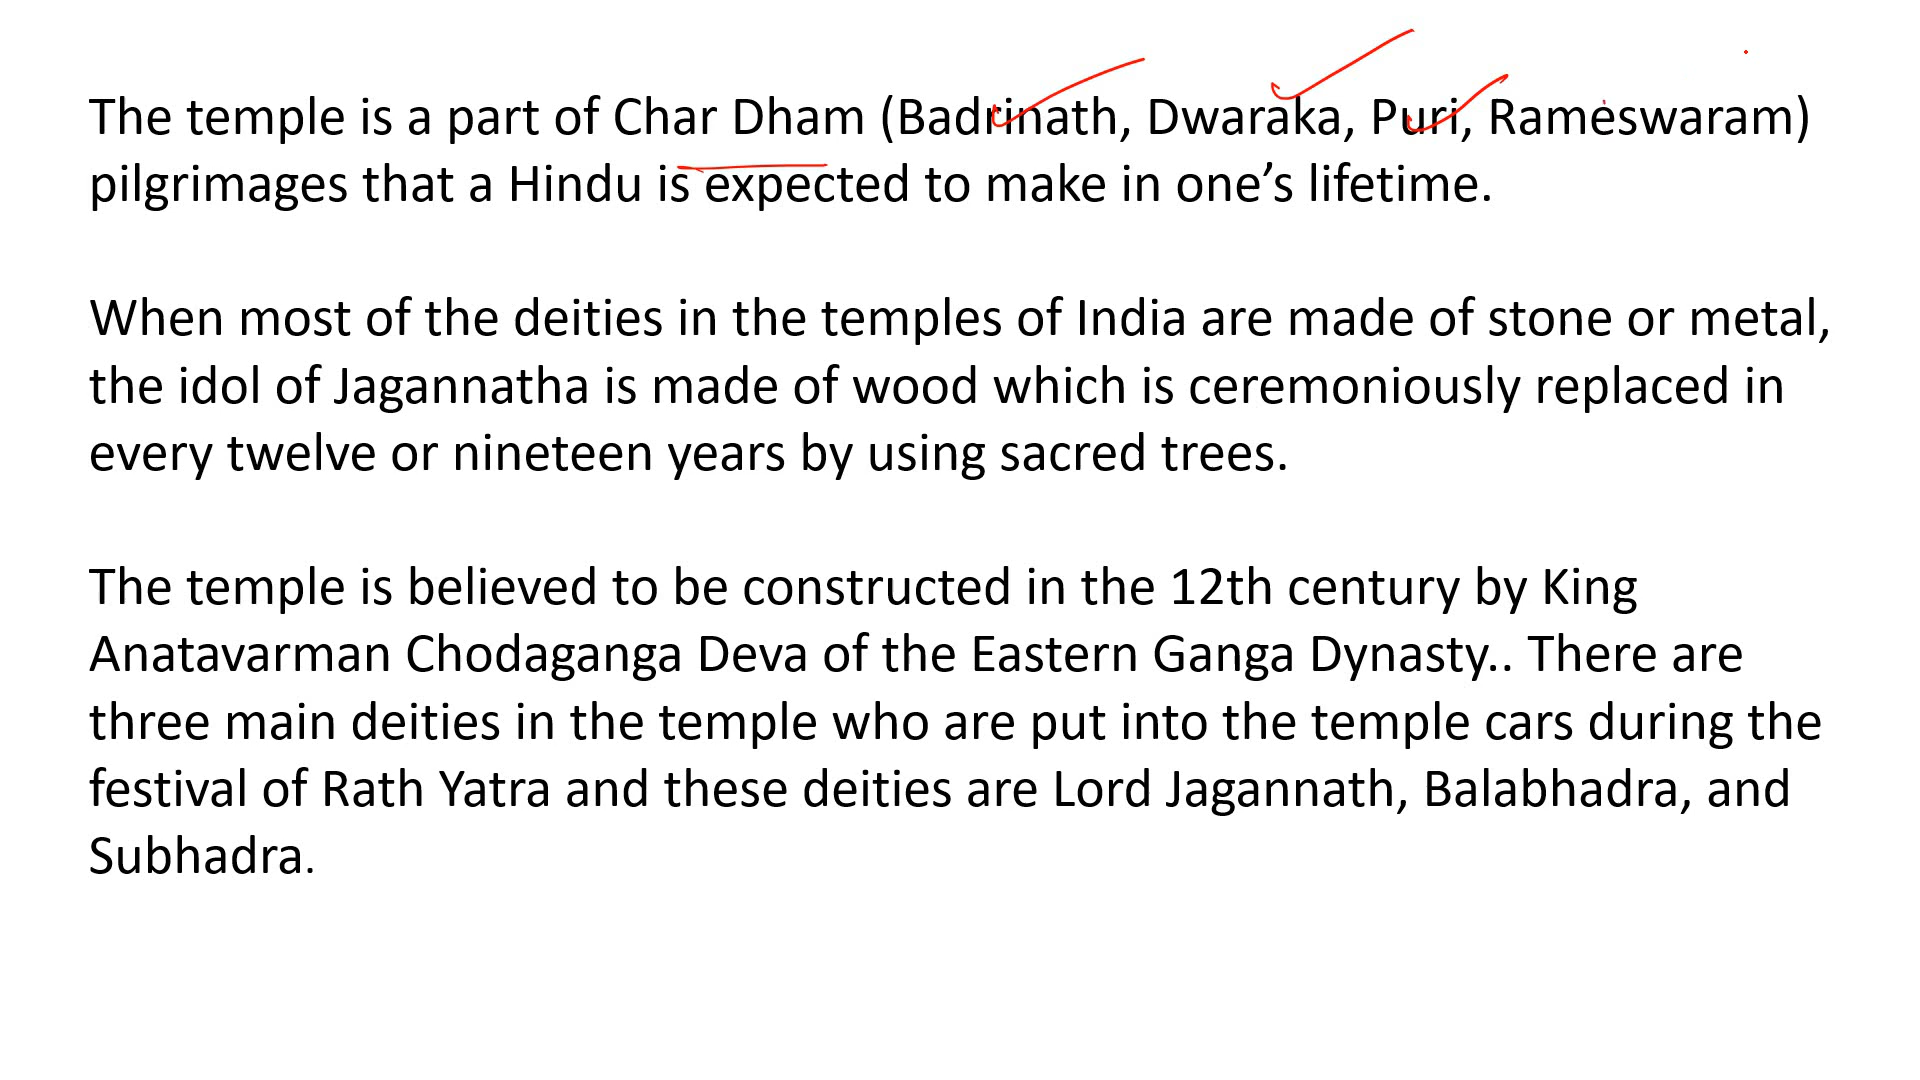 The temple is a part of Char Dham (Badrinath, Dwaraka, Puri, Rameswaram)
pilgrimages that a Hindu is expected to make in one’s lifetime.
When most of the deities in the temples of India are made of stone or metal,
the idol of Jagannatha is made of wood which is ceremoniously replaced in
every twelve or nineteen years by using sacred trees.
The temple is believed to be constructed in the 12th century by King
Anatavarman Chodaganga Deva of the Eastern Ganga Dynasty.. There are
three main deities in the temple who are put into the temple cars during the
festival of Rath Yatra and these deities are Lord Jagannath, Balabhadra, and
Subhadra.